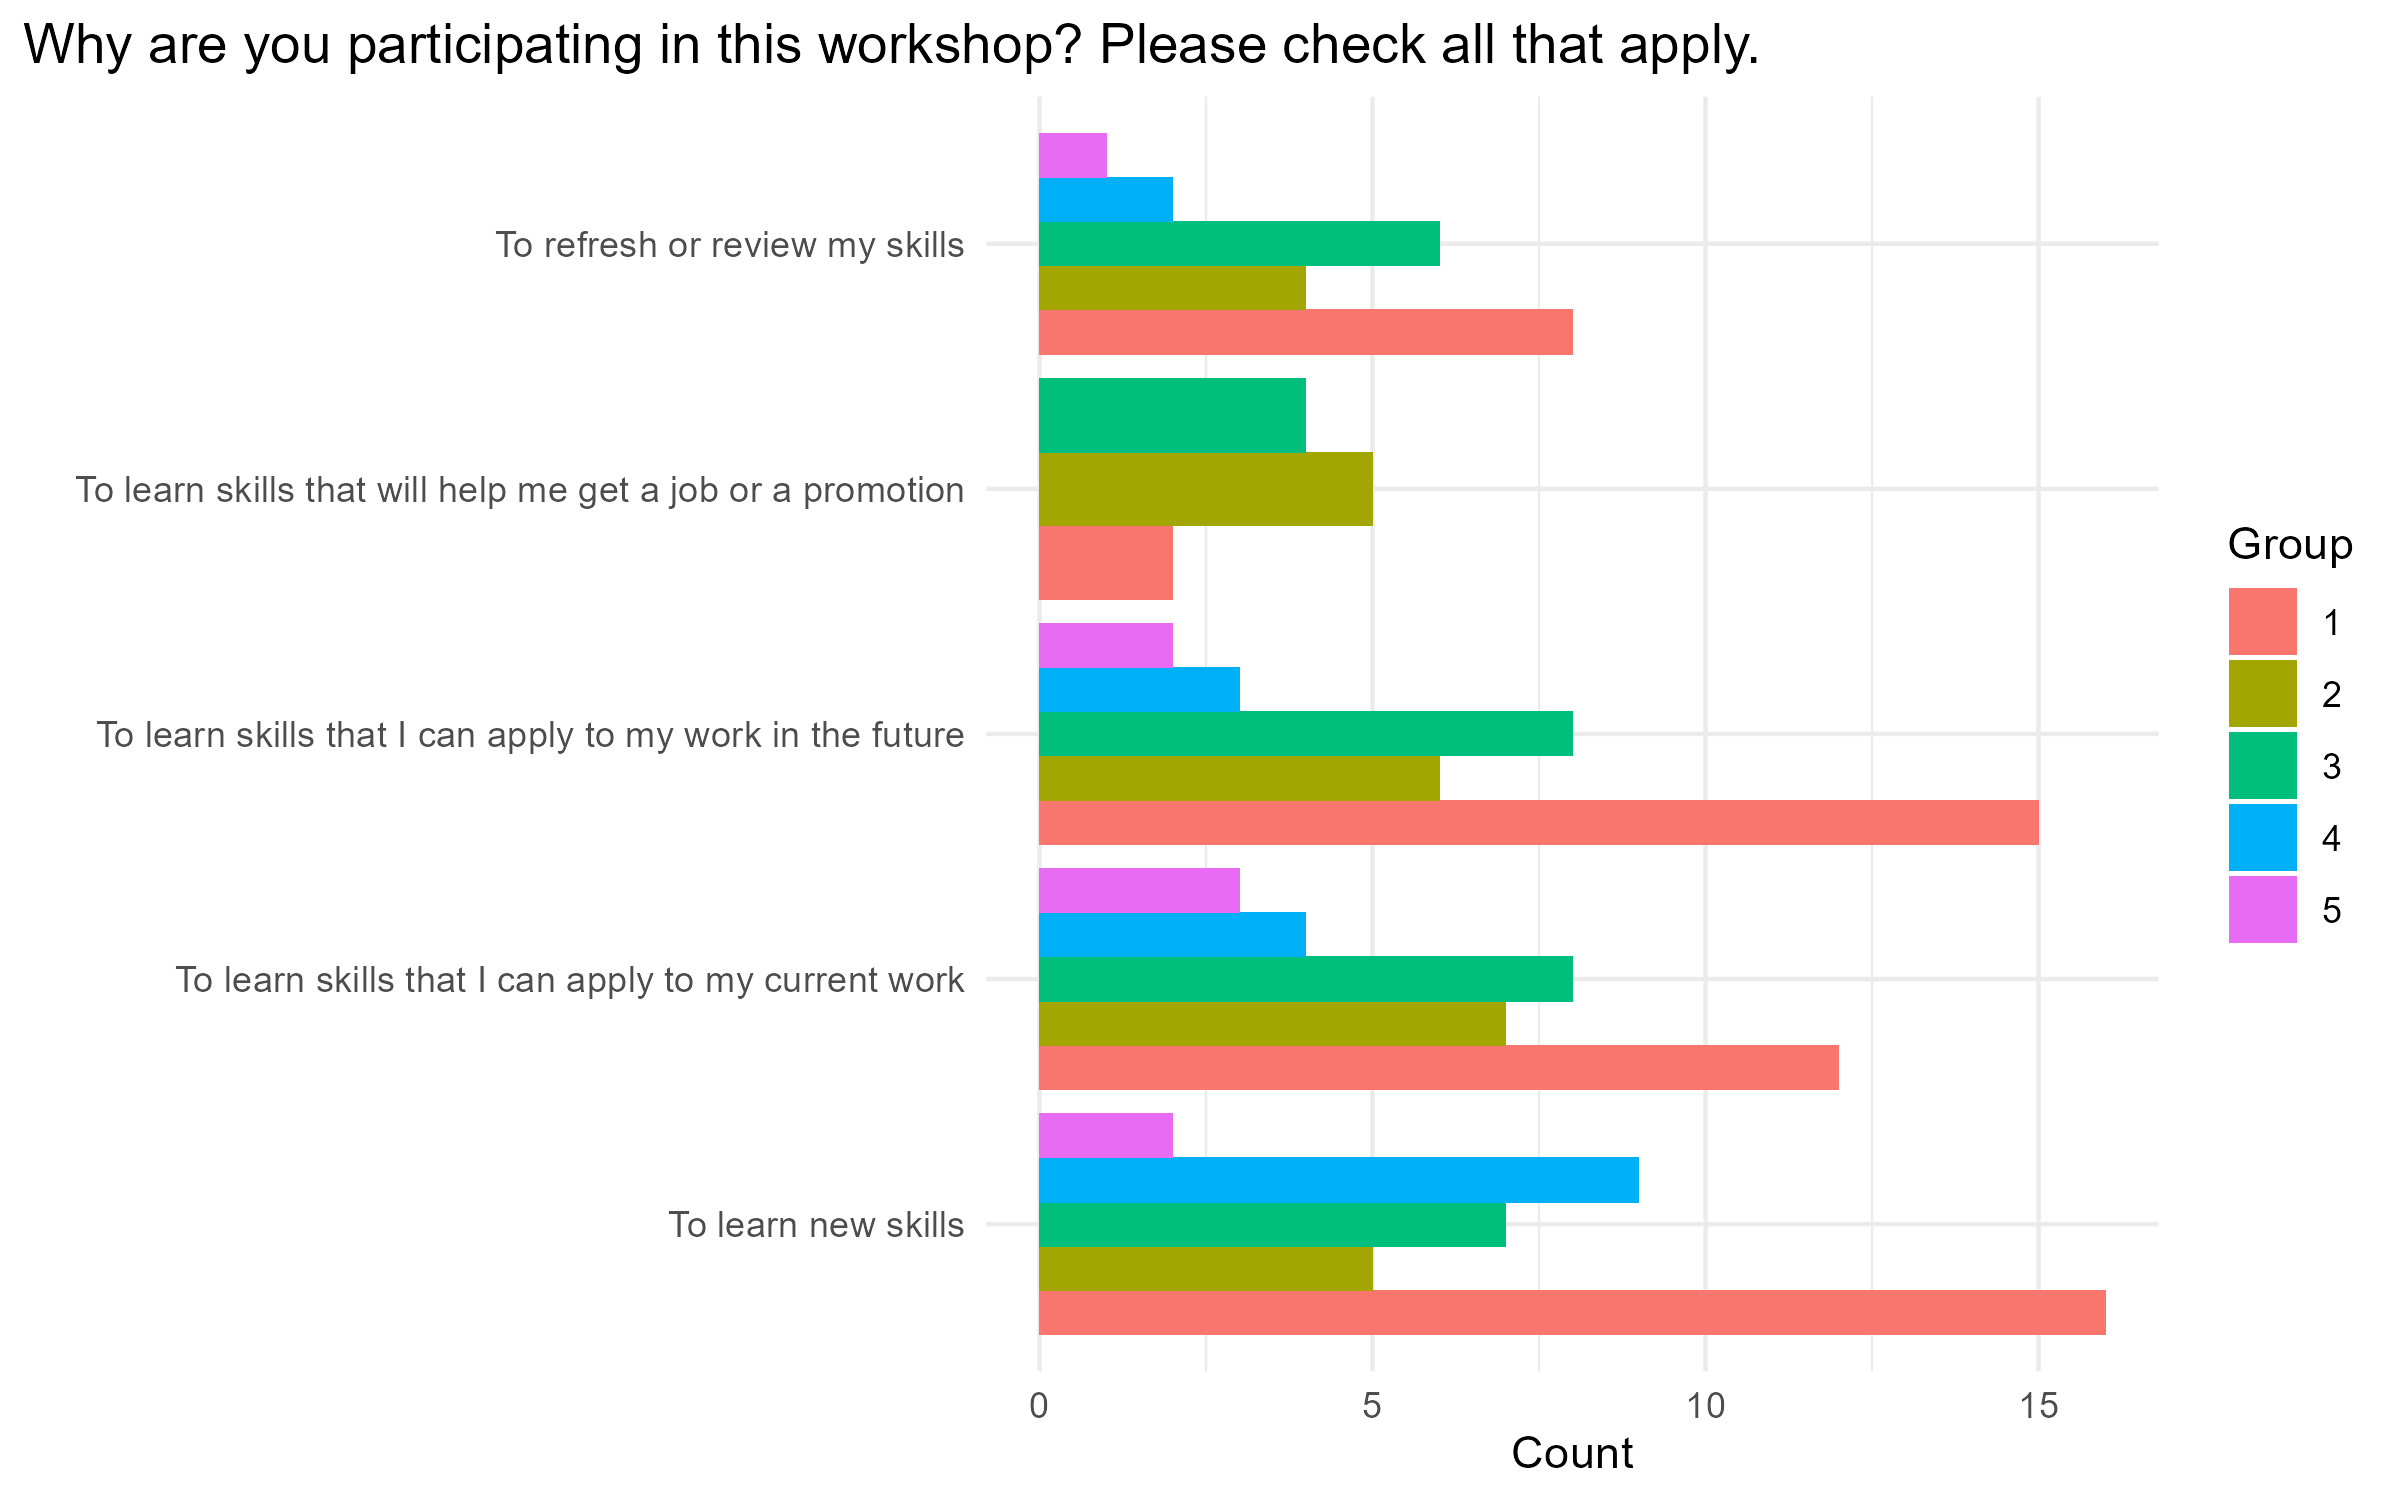 Why are you participating in this workshop? Please check all that apply.
To refresh or review my skills
To learn skills that will help me get a job or a promotion
To learn skills that I can apply to my work in the future
To learn skills that I can apply to my current work
To learn new skills
0 5 10 15
Count
Group
1
2
3
4
5